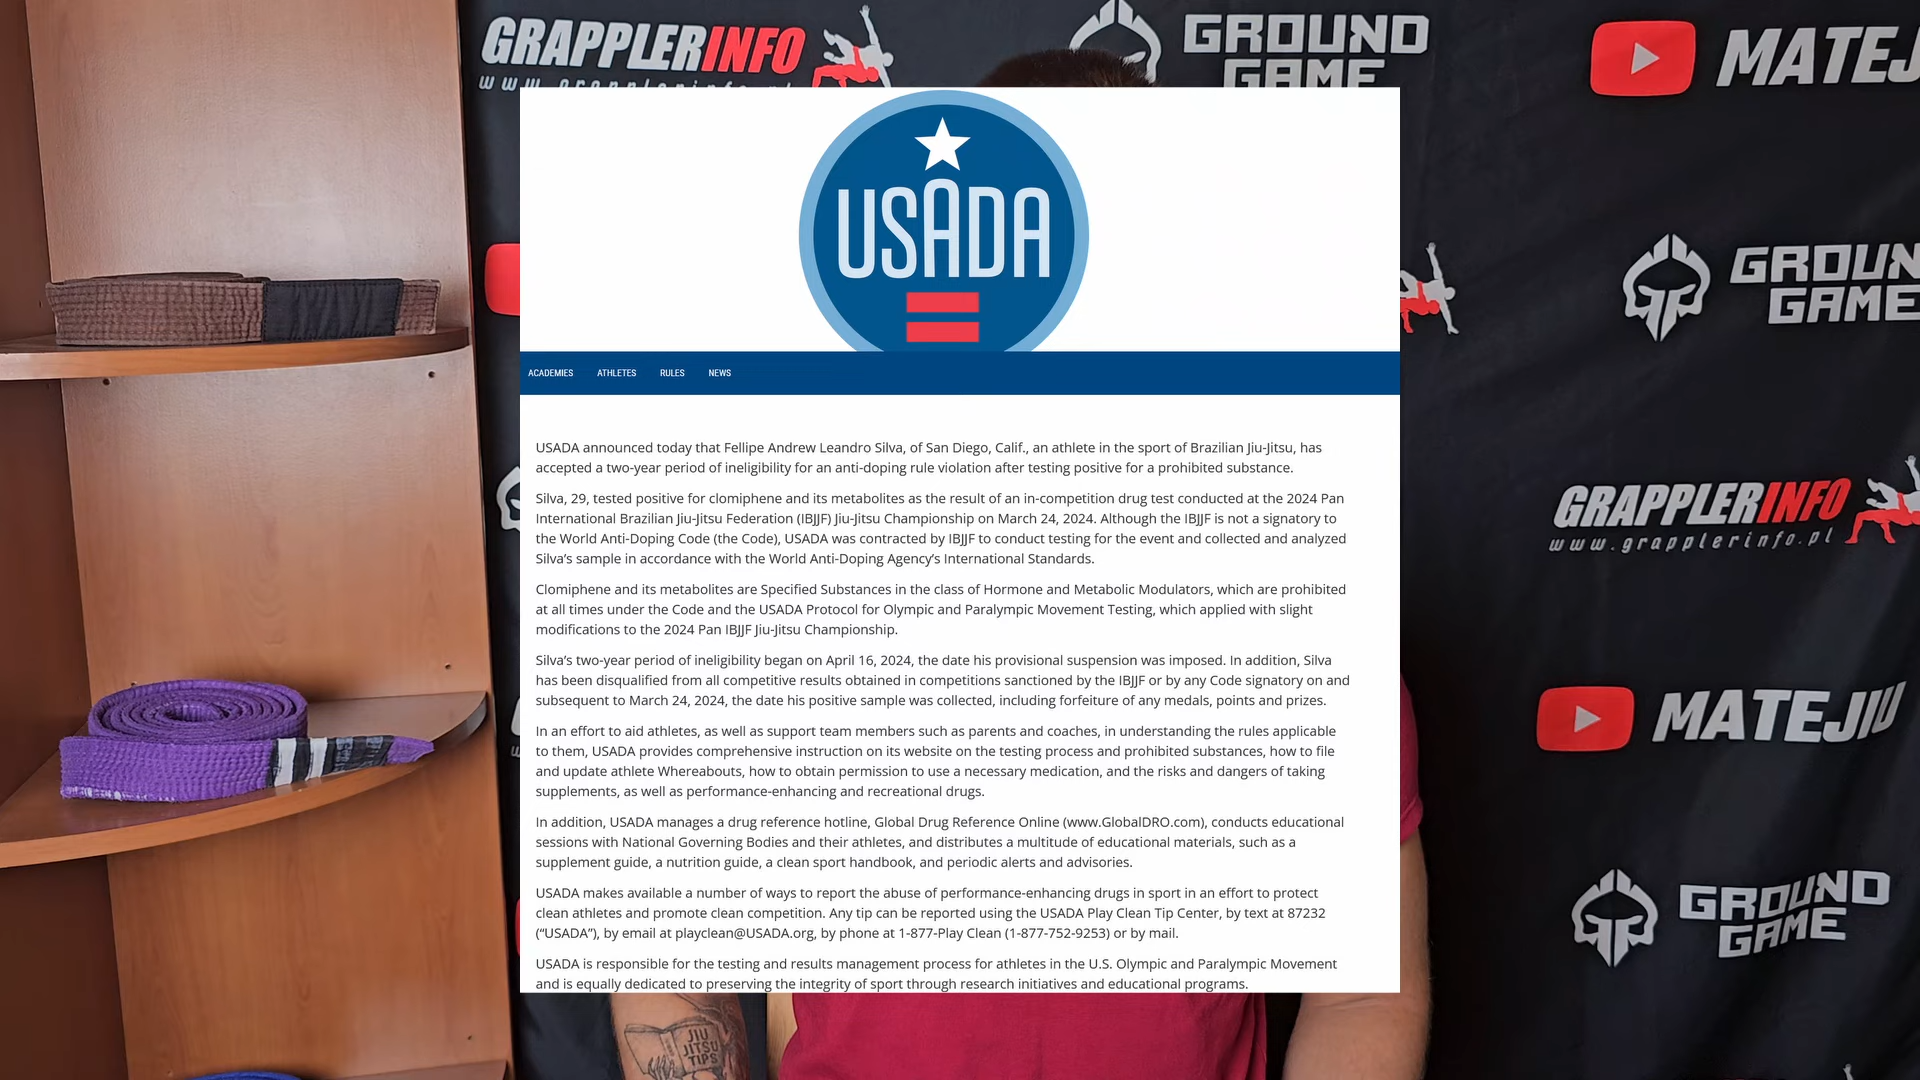 GRAPPLERINFO
GROUND
GAME
USADA
ACADEMIES ATHLETES RULES NEWS
USADA announced today that Fellipe Andrew Leandro Silva, of San Diego, Calif., an athlete in the sport of Brazilian Jiu-Jitsu, has
accepted a two-year period of ineligibility for an anti-doping rule violation after testing positive for a prohibited substance.
Silva, 29, tested positive for clomiphene and its metabolites as the result of an in-competition drug test conducted at the 2024 Pan
International Brazilian Jiu-Jitsu Federation (IBJJF) Jiu-Jitsu Championship on March 24, 2024. Although the IBJJF is not a signatory to
the World Anti-Doping Code (the Code), USADA was contracted by IBJJF to conduct testing for the event and collected and analyzed
Silva’s sample in accordance with the World Anti-Doping Agency’s International Standards.
Clomiphene and its metabolites are Specified Substances in the class of Hormone and Metabolic Modulators, which are prohibited
at all times under the Code and the USADA Protocol for Olympic and Paralympic Movement Testing, which applied with slight
modifications to the 2024 Pan IBJJF Jiu-Jitsu Championship.
Silva’s two-year period of ineligibility began on April 16, 2024, the date his provisional suspension was imposed. In addition, Silva
has been disqualified from all competitive results obtained in competitions sanctioned by the IBJJF or by any Code signatory on and
subsequent to March 24, 2024, the date his positive sample was collected, including forfeiture of any medals, points and prizes.
In an effort to aid athletes, as well as support team members such as parents and coaches, in understanding the rules applicable
to them, USADA provides comprehensive instruction on its website on the testing process and prohibited substances, how to file
and update athlete Whereabouts, how to obtain permission to use a necessary medication, and the risks and dangers of taking
supplements, as well as performance-enhancing and recreational drugs.
In addition, USADA manages a drug reference hotline, Global Drug Reference Online (www.GlobalDRO.com), conducts educational
sessions with National Governing Bodies and their athletes, and distributes a multitude of educational materials, such as a
supplement guide, a nutrition guide, a clean sport handbook, and periodic alerts and advisories.
USADA makes available a number of ways to report the abuse of performance-enhancing drugs in sport in an effort to protect
clean athletes and promote clean competition. Any tip can be reported using the USADA Play Clean Tip Center, by text at 87232
(“USADA”), by email at playclean@USADA.org, by phone at 1-877-Play Clean (1-877-752-9253) or by mail.
USADA is responsible for the testing and results management process for athletes in the U.S. Olympic and Paralympic Movement
and is equally dedicated to preserving the integrity of sport through research initiatives and educational programs.
MATEJ
GROUN
GAME
GRAPPLERINFO
www.grapplerinfo.pl
MATEJIU
GROUND
GAME
JIU
JITSU
TIPS